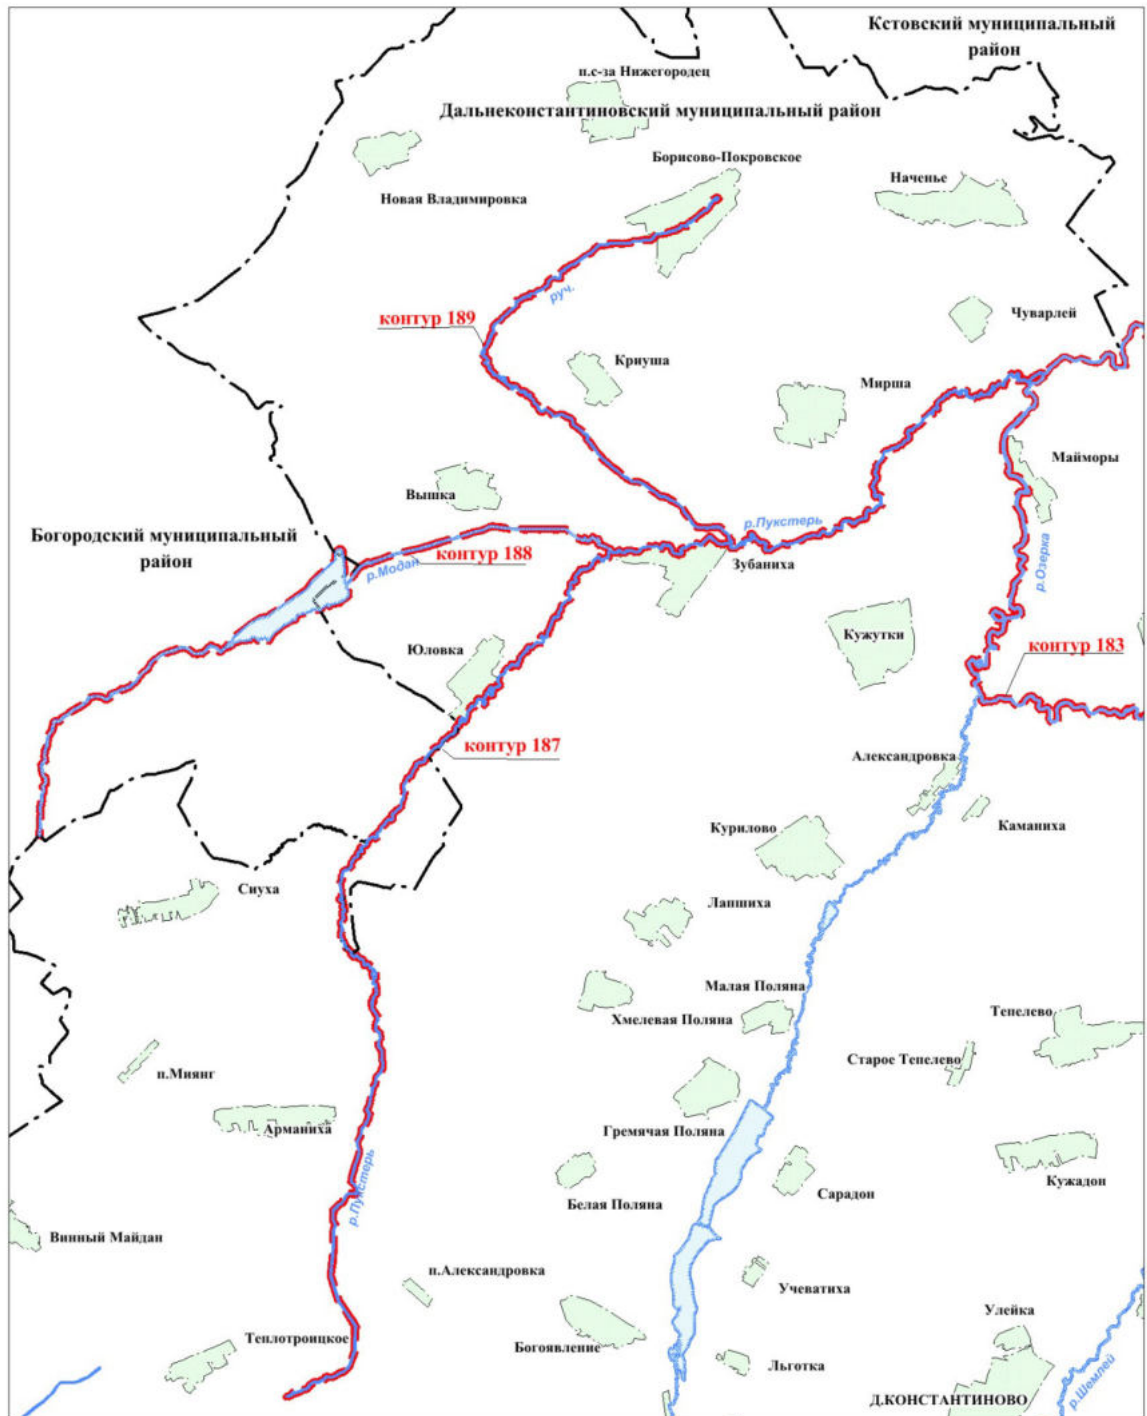 Кстовский муниципальный
район
п.с-за Нижегородец
Дальнеконстантиновский муниципальный район
Борисово-Покровское
Наченье
Новая Владимировка
руч.
контур 189
Чуварлей
Криуша
Мирша
Майморы
Вышка
р.Пукстерь
Богородский муниципальный
район
контур 188
р.Модан
Зубаниха
р.Озерка
Кужутки
контур 183
Юловка
контур 187
Александровка
Каманиха
Курилово
Сиуха
Лапшиха
Малая Поляна
Хмелевая Поляна
Тепелево
Старое Тепелево
п.Миянг
Арманиха
Гремячая Поляна
Белая Поляна
Сарадон
Кужадон
р.Пукстерь
Винный Майдан
п.Александровка
Учеватиха
Улейка
Теплотроицкое
Богоявление
Льготка
р.Шемлей
Д.КОНСТАНТИНОВО